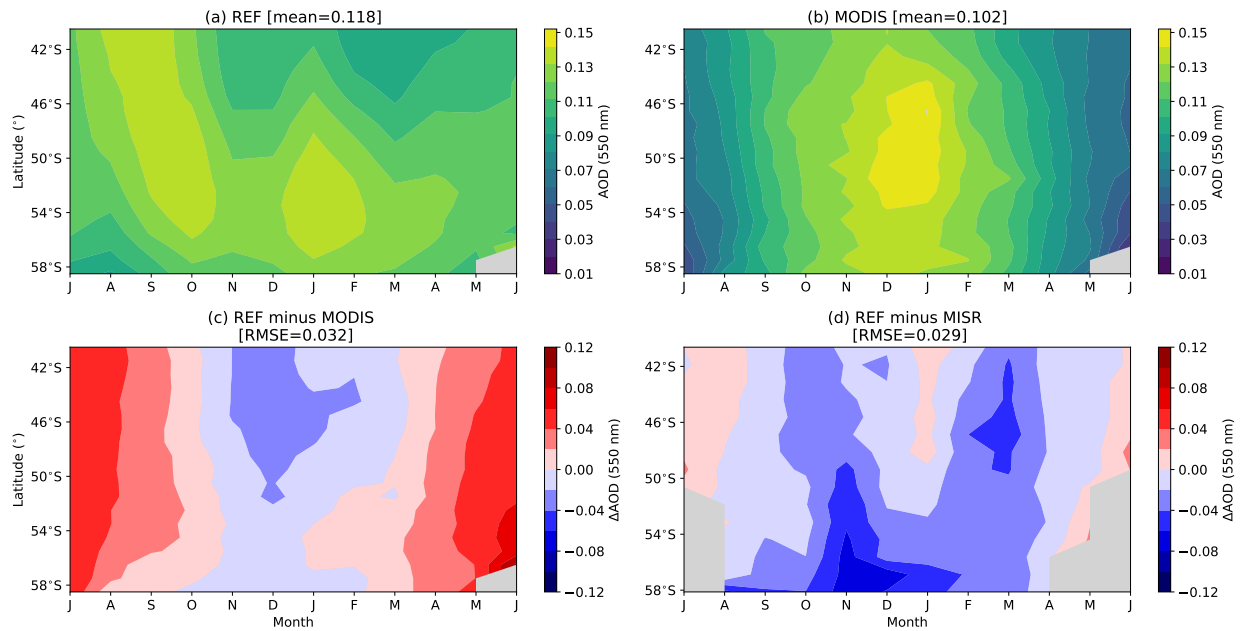 (a) REF [mean=0.118]
42°S
46°S
50°S
54°S
58°S
Latitude (°)
J A S O N D J F M A M J
0.15
0.13
0.11
0.09
0.07
0.05
0.03
0.01
AOD (550 nm)
(b) MODIS [mean=0.102]
42°S
46°S
50°S
54°S
58°S
J A S O N D J F M A M J
0.15
0.13
0.11
0.09
0.07
0.05
0.03
0.01
AOD (550 nm)
(c) REF minus MODIS
[RMSE=0.032]
42°S
46°S
50°S
54°S
58°S
Latitude (°)
J A S O N D J F M A M J
Month
0.12
0.08
0.04
0.00
−0.04
−0.08
−0.12
ΔAOD (550 nm)
(d) REF minus MISR
[RMSE=0.029]
42°S
46°S
50°S
54°S
58°S
J A S O N D J F M A M J
Month
0.12
0.08
0.04
0.00
−0.04
−0.08
−0.12
ΔAOD (550 nm)